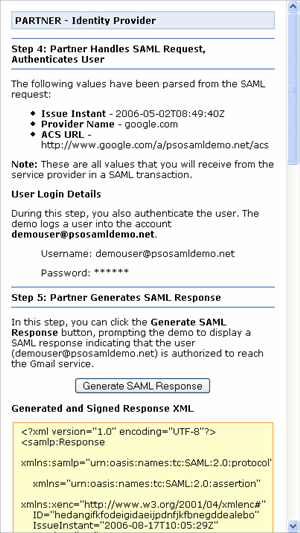 PARTNER - Identity Provider
Step 4: Partner Handles SAML Request,
Authenticates User
The following values have been parsed from the SAML
request:
• Issue Instant - 2006-05-02T08:49:40Z
• Provider Name - google.com
• ACS URL -
http://www.google.com/a/psosamldemo.net/acs
Note: These are all values that you will receive from the
service provider in a SAML transaction.
User Login Details
During this step, you also authenticate the user. The
demo logs a user into the account
demouser@psosamldemo.net.
Username: demouser@psosamldemo.net
Password: ******
Step 5: Partner Generates SAML Response
In this step, you can click the Generate SAML
Response button, prompting the demo to display a
SAML response indicating that the user
(demouser@psosamldemo.net) is authorized to reach
the Gmail service.
Generate SAML Response
Generated and Signed Response XML
<?xml version="1.0" encoding="UTF-8"?>
<samlp:Response
xmlns:samlp="urn:oasis:names:tc:SAML:2.0:protocol"
xmlns="urn:oasis:names:tc:SAML:2.0:assertion"
xmlns:xenc="http://www.w3.org/2001/04/xmlenc#"
ID="hedangifkfodeigidaeijpdnfjkfbnegddealebo"
IssueInstant="2006-08-17T10:05:29Z"